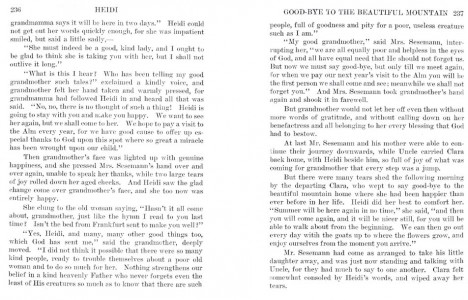 236 HEIDI
grandmamma says it will be here in two days." Heidi could
not get out her words quickly enough, for she was impatient
smiled, but said a little sadly,—
"She must indeed be a good, kind lady, and I ought to
be glad to think she is taking you with her, but I shall not
outlive it long."
"What is this I hear? Who has been telling my good
grandmother such tales?" exclaimed a kindly voice, and
grandmother felt her hand taken and warmly pressed, for
grandmamma had followed Heidi in and heard all that was
said. "No, no, there is no thought of such a thing! Heidi is
going to stay with you and make you happy. We want to see
her again, but we shall come to her. We hope to pay a visit to
the Alm every year, for we have good cause to offer up es-
pecial thanks to God upon this spot where so great a miracle
has been wrought upon our child."
Then grandmother's face was lighted up with genuine
happiness, and she pressed Mrs. Sesemann's hand over and
over again, unable to speak her thanks, while two large tears
of joy rolled down her aged cheeks. And Heidi saw the glad
change come over grandmother's face, and she too now was
entirely happy.
She clung to the old woman saying, "Hasn't it all come
about, grandmother, just like the hymn I read to you last
time? Isn't the bed from Frankfurt sent to make you well?"
"Yes, Heidi, and many, many other good things too,
which God has sent me," said the grandmother, deeply
moved. "I did not think it possible that there were so many
kind people, ready to trouble themselves about a poor old
woman and to do so much for her. Nothing strengthens our
belief in a kind heavenly Father who never forgets even the
least of His creatures so much as to know that there are such
GOOD-BYE TO THE BEAUTIFUL MOUNTAIN 237
people, full of goodness and pity for a poor, useless creature
such as I am."
"My good grandmother," said Mrs. Sesemann, inter-
rupting her, "we are all equally poor and helpless in the eyes
of God, and all have equal need that He should not forget us.
But now we must say good-bye, but only till we meet again,
for when we pay our next year's visit to the Alm you will be
the first person we shall come and see; meanwhile we shall not
forget you." And Mrs. Sesemann took grandmother's hand
again and shook it in farewell.
But grandmother would not let her off even then without
more words of gratitude, and without calling down on her
benefactress and all belonging to her every blessing that God
had to bestow.
At last Mr. Sesemann and his mother were able to con-
tinue their journey downwards, while Uncle carried Clara
back home, with Heidi beside him, so full of joy of what was
coming for grandmother that every step was a jump.
But there were many tears shed the following morning
by the departing Clara, who wept to say good-bye to the
beautiful mountain home where she had been happier than
ever before in her life. Heidi did her best to comfort her.
"Summer will be here again in no time," she said, "and then
you will come again, and it will be nicer still, for you will be
able to walk about from the beginning. We can then go out
every day with the goats up to where the flowers grow, and
enjoy ourselves from the moment you arrive."
Mr. Sesemann had come as arranged to take his little
daughter away, and was just now standing and talking with
Uncle, for they had much to say to one another. Clara felt
somewhat consoled by Heidi's words, and wiped away her
tears.